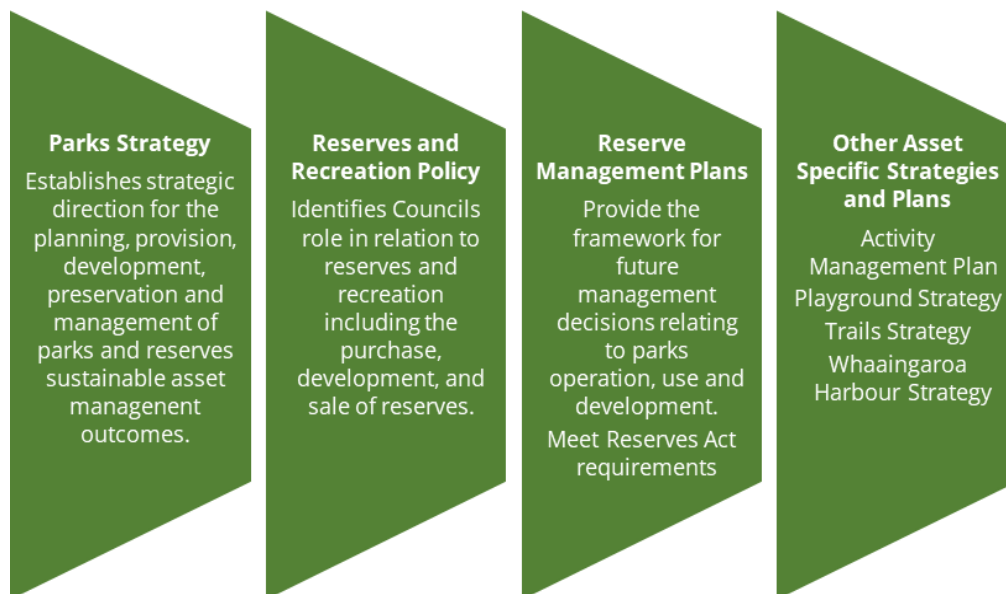 Parks Strategy
Establishes strategic
direction for the
planning, provision,
development,
preservation and
management of
parks and reserves
sustainable asset
managenent
outcomes.
Reserves and
Recreation Policy
Identifies Councils
role in relation to
reserves and
recreation
including the
purchase,
development, and
sale of reserves.
Reserve
Management Plans
Provide the
framework for
future
management
decisions relating
to parks
operation, use and
development.
Meet Reserves Act
requirements
Other Asset
Specific Strategies
and Plans
Activity
Management Plan
Playground Strategy
Trails Strategy
Whaaingaroa
Harbour Strategy